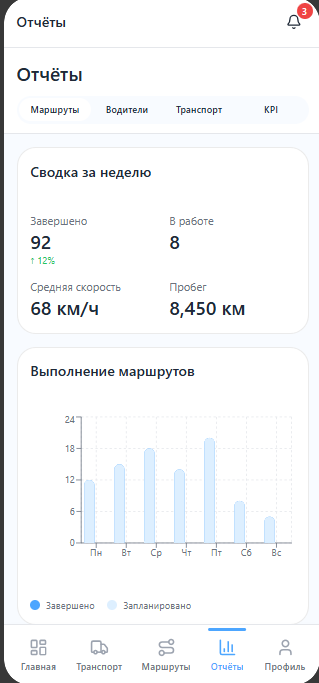 Отчёты
3
Отчёты
Маршруты Водители Транспорт KPI
Сводка за неделю
Завершено В работе
92 8
↑ 12%
Средняя скорость Пробег
68 км/ч 8,450 км
Выполнение маршрутов
24
18
12
6
0
Пн Вт Ср Чт Пт Сб Вс
Завершено Запланировано
Главная Транспорт Маршруты Отчёты Профиль